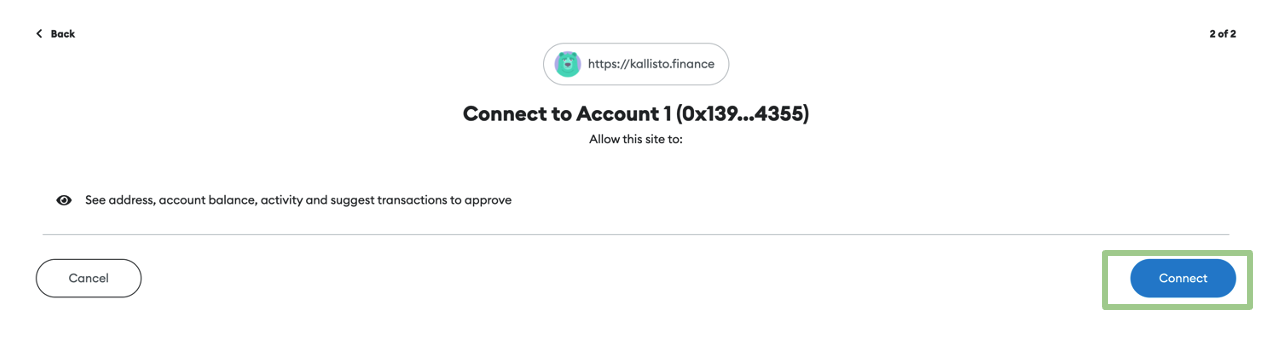 Back
2 of 2
https://kallisto.finance
Connect to Account 1 (0x139...4355)
Allow this site to:
See address, account balance, activity and suggest transactions to approve
Cancel
Connect